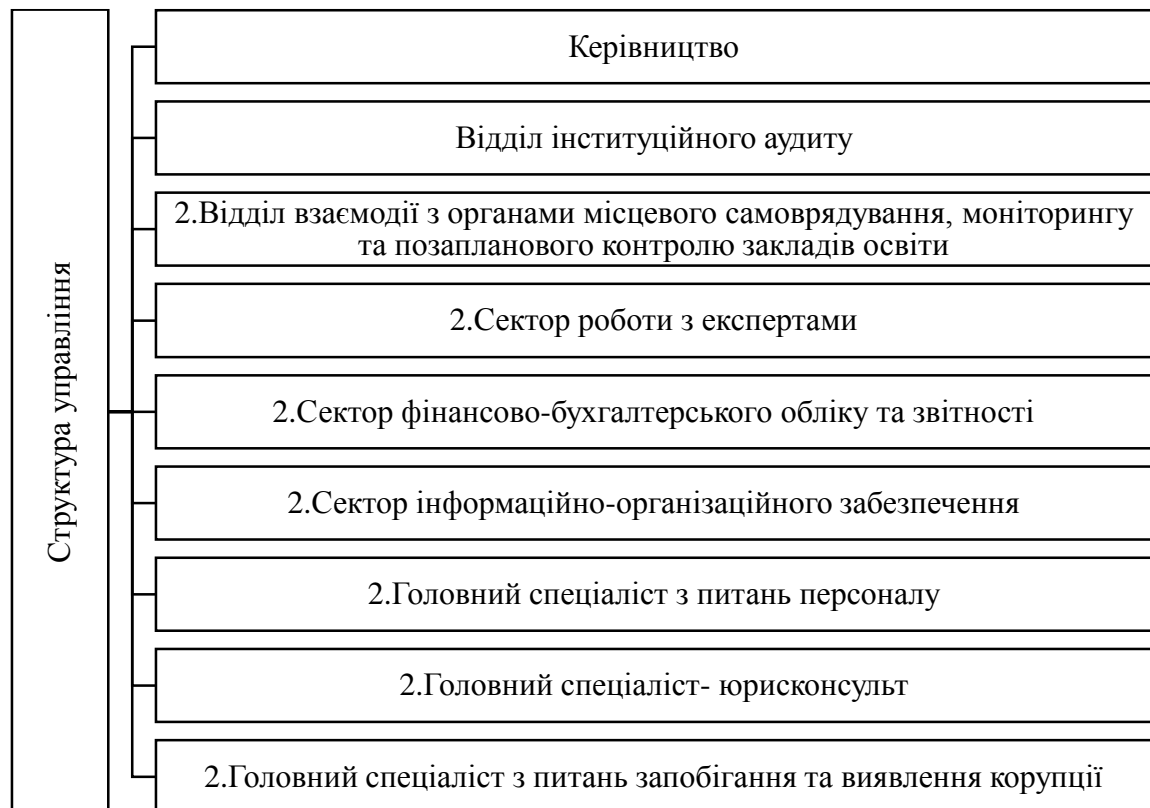 Структура управління
Керівництво
Відділ інституційного аудиту
2.Відділ взаємодії з органами місцевого самоврядування, моніторингу
та позапланового контролю закладів освіти
2.Сектор роботи з експертами
2.Сектор фінансово-бухгалтерського обліку та звітності
2.Сектор інформаційно-організаційного забезпечення
2.Головний спеціаліст з питань персоналу
2.Головний спеціаліст- юрисконсульт
2.Головний спеціаліст з питань запобігання та виявлення корупції